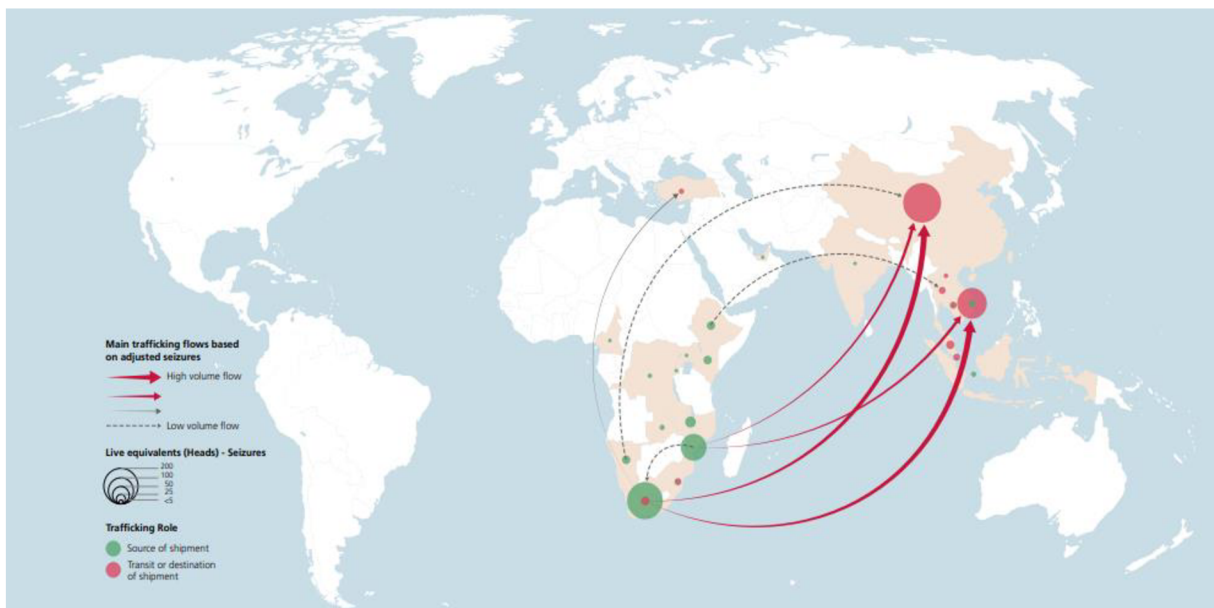 Main trafficking flows based
on adjusted seizures
High volume flow
Low volume flow
Live equivalents (Heads) - Seizures
200
100
50
25
<5
Trafficking Role
Source of shipment
Transit or destination
of shipment